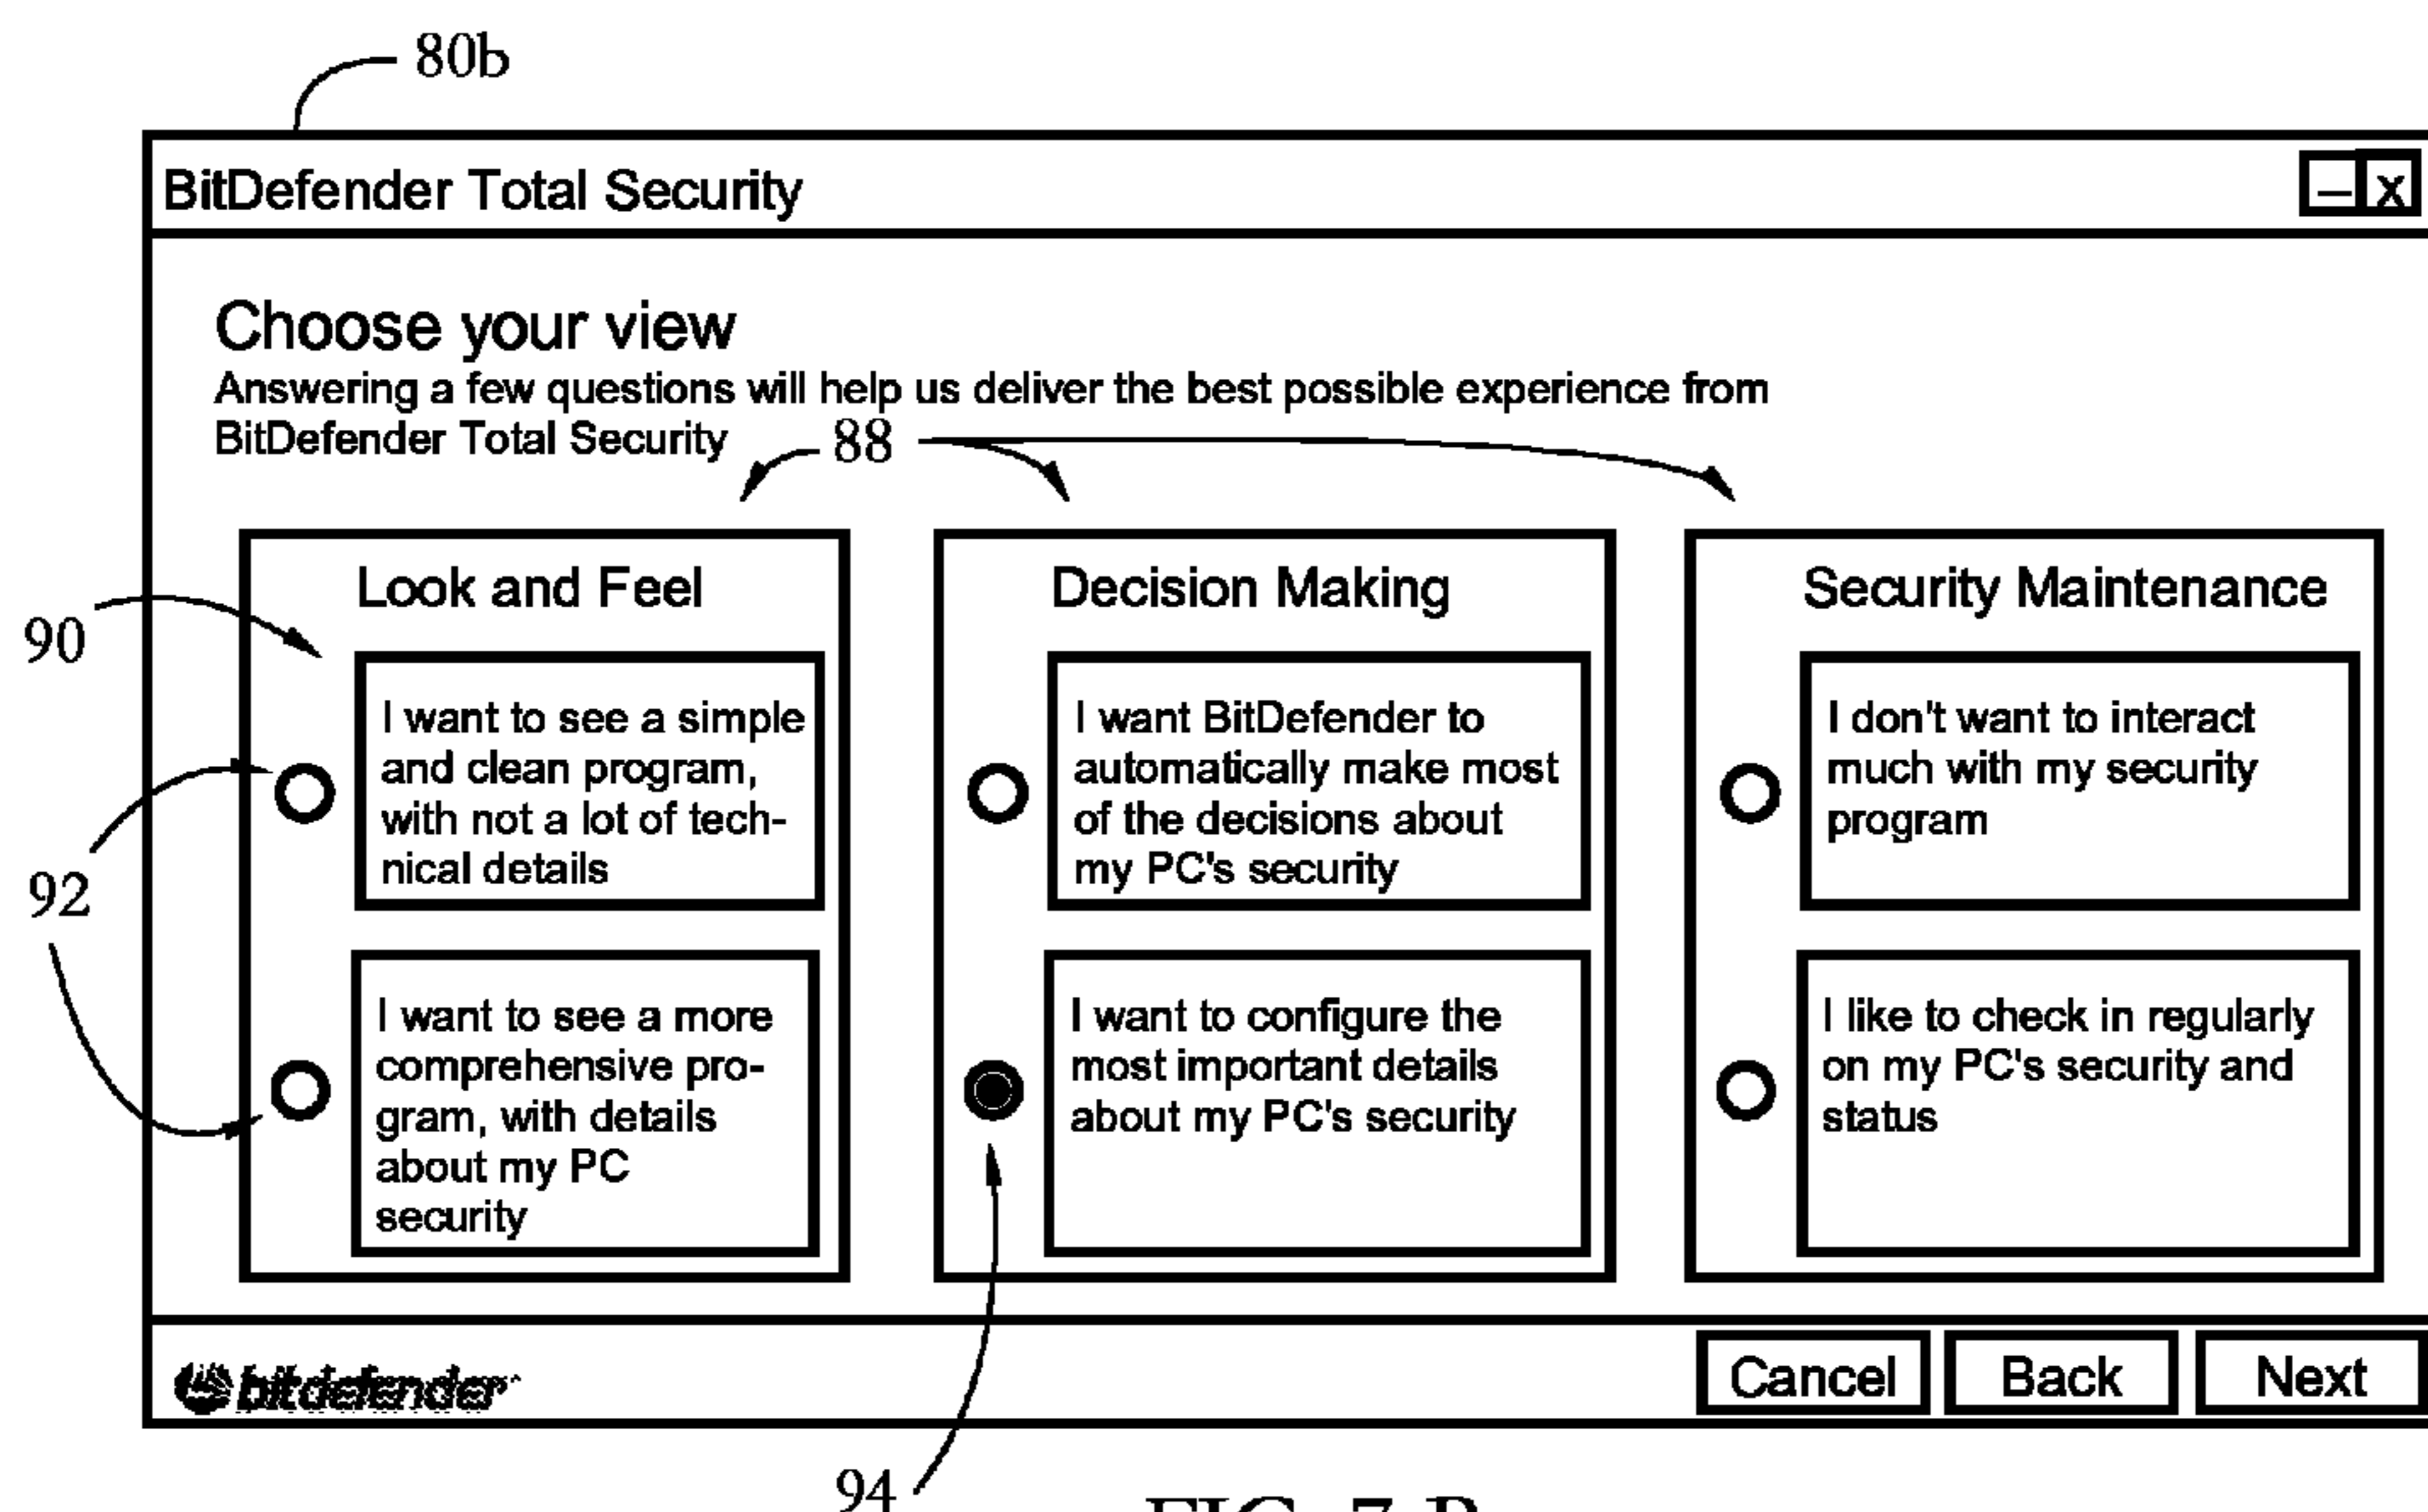 80b
BitDefender Total Security
– x
Choose your view
Answering a few questions will help us deliver the best possible experience from
BitDefender Total Security
88
Look and Feel
90
I want to see a simple
and clean program,
with not a lot of tech-
nical details
92
I want to see a more
comprehensive pro-
gram, with details
about my PC
security
Decision Making
I want BitDefender to
automatically make most
of the decisions about
my PC's security
I want to configure the
most important details
about my PC's security
Security Maintenance
I don't want to interact
much with my security
program
I like to check in regularly
on my PC's security and
status
bitdefender
Cancel
Back
Next
94
FIG. 7-B